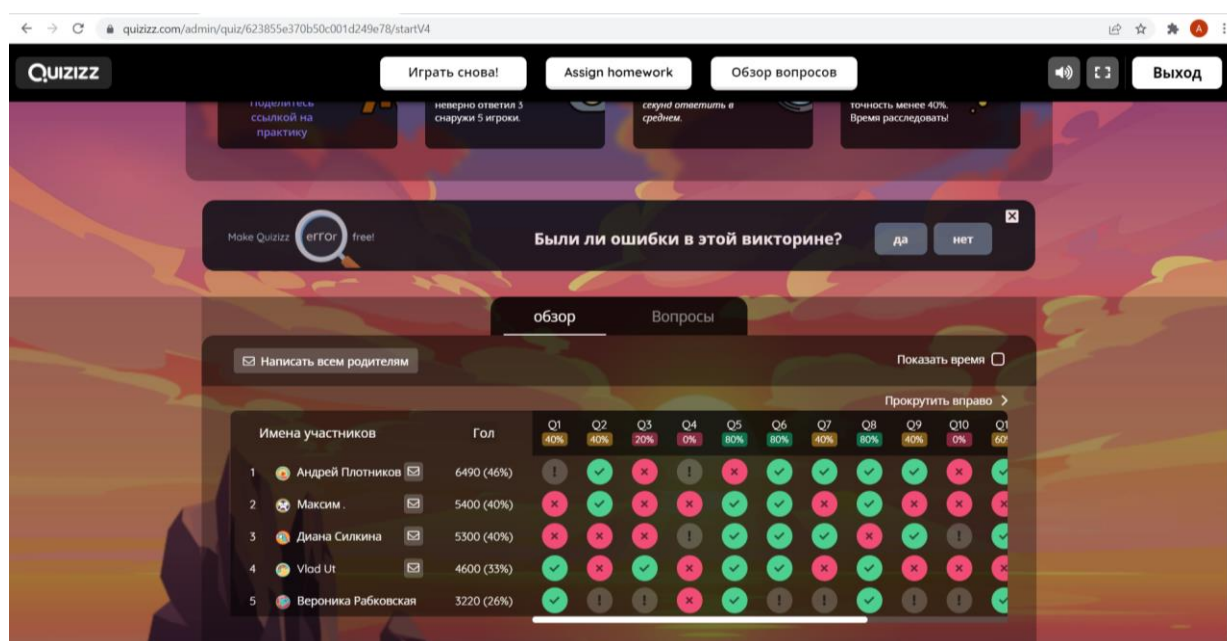 quizizz.com/admin/quiz/623855e370b50c001d249e78/startV4
A
QUIZIZZ
Играть снова!
Assign homework
Обзор вопросов
Выход
Поделитесь
ссылкой на
практику
неверно ответил 3
снаружи 5 игроки.
секунд ответить в
среднем.
точность менее 40%.
Время расследовать!
Make Quizizz error free!
Были ли ошибки в этой викторине?
да
нет
обзор
Вопросы
Написать всем родителям
Показать время
Прокрутить вправо >
Имена участников Гол Q1 Q2 Q3 Q4 Q5 Q6 Q7 Q8 Q9 Q10 Q1
40% 40% 20% 0% 80% 80% 40% 80% 40% 0% 60
1 Андрей Плотников 6490 (46%)
2 Максим . 5400 (40%)
3 Диана Силкина 5300 (40%)
4 Vlad Ut 4600 (33%)
5 Вероника Рабковская 3220 (26%)